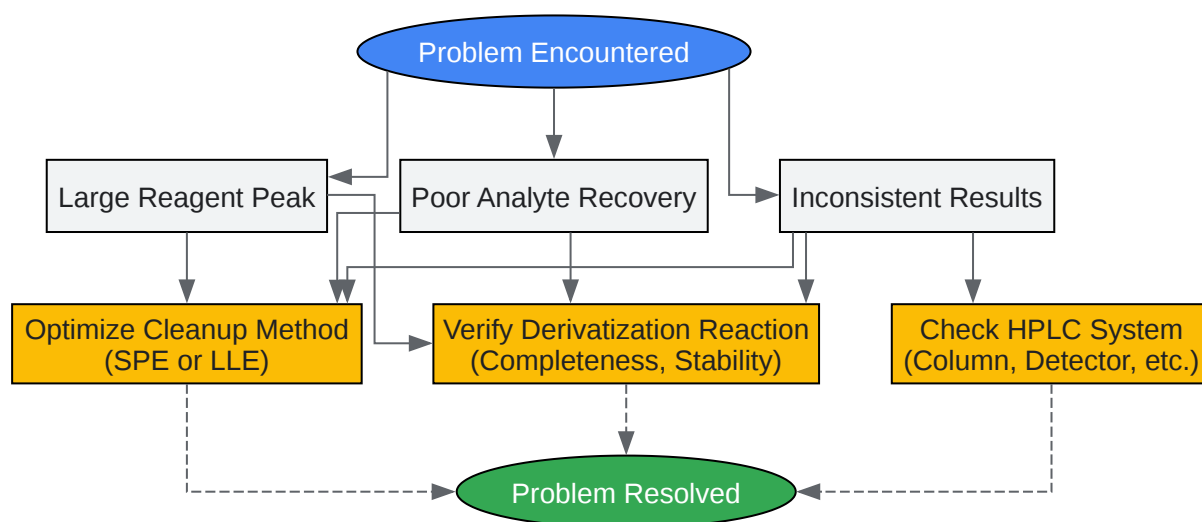 Problem Encountered
Large Reagent Peak
Poor Analyte Recovery
Inconsistent Results
Optimize Cleanup Method
(SPE or LLE)
Verify Derivatization Reaction
(Completeness, Stability)
Check HPLC System
(Column, Detector, etc.)
Problem Resolved